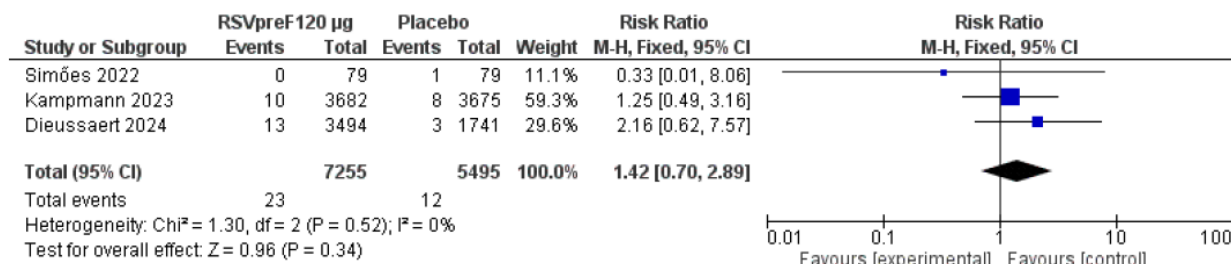 RSVpreF120 µg Placebo Risk Ratio Risk Ratio
Study or Subgroup Events Total Events Total Weight M-H, Fixed, 95% CI M-H, Fixed, 95% CI
Simőes 2022 0 79 1 79 11.1% 0.33 [0.01, 8.06]
Kampmann 2023 10 3682 8 3675 59.3% 1.25 [0.49, 3.16]
Dieussaert 2024 13 3494 3 1741 29.6% 2.16 [0.62, 7.57]
Total (95% CI) 7255 5495 100.0% 1.42 [0.70, 2.89]
Total events 23 12
Heterogeneity: Chi² = 1.30, df = 2 (P = 0.52); I² = 0%
Test for overall effect: Z = 0.96 (P = 0.34)
0.01 0.1 1 10 100
Favours [experimental] Favours [control]